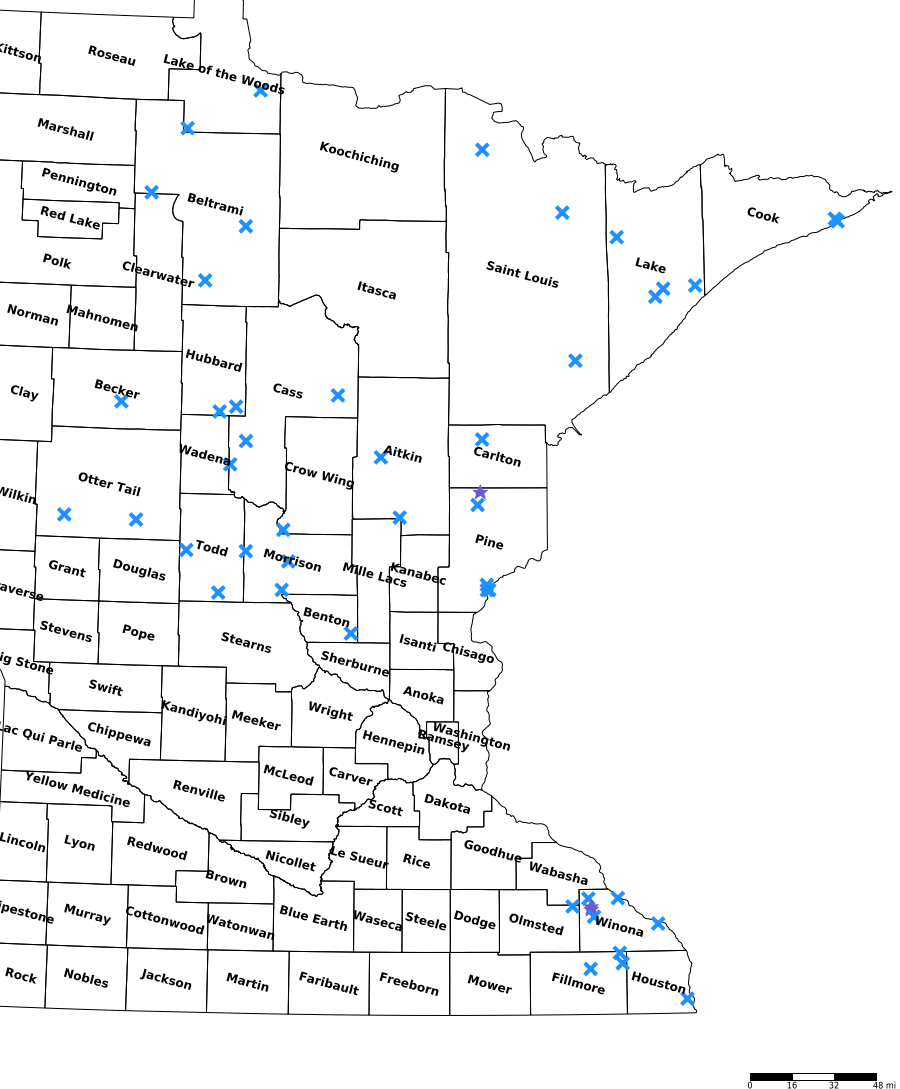 Kittson
Roseau
Lake of the Woods
Marshall
Koochiching
Pennington
Beltrami
Red Lake
Cook
Polk
Clearwater
Lake
Saint Louis
Itasca
Norman
Mahnomen
Hubbard
Clay
Becker
Cass
Wadena
Aitkin
Carlton
Crow Wing
Otter Tail
Wilkin
Pine
Todd
Morrison
Grant
Douglas
Mille Lacs
Kanabec
Benton
Stevens
Pope
Stearns
Isanti
Chisago
Sherburne
ig Stone
Swift
Anoka
Kandiyohi
Meeker
Wright
Chippewa
Lac Qui Parle
Hennepin
Ramsey
Washington
McLeod
Carver
Yellow Medicine
Renville
Scott
Dakota
Sibley
Lincoln
Lyon
Redwood
Nicollet
Le Sueur
Rice
Goodhue
Wabasha
Brown
ipestone
Murray
Cottonwood
Watonwan
Blue Earth
Waseca
Steele
Dodge
Olmsted
Winona
Rock
Nobles
Jackson
Martin
Faribault
Freeborn
Mower
Fillmore
Houston
0 16 32 48 mi